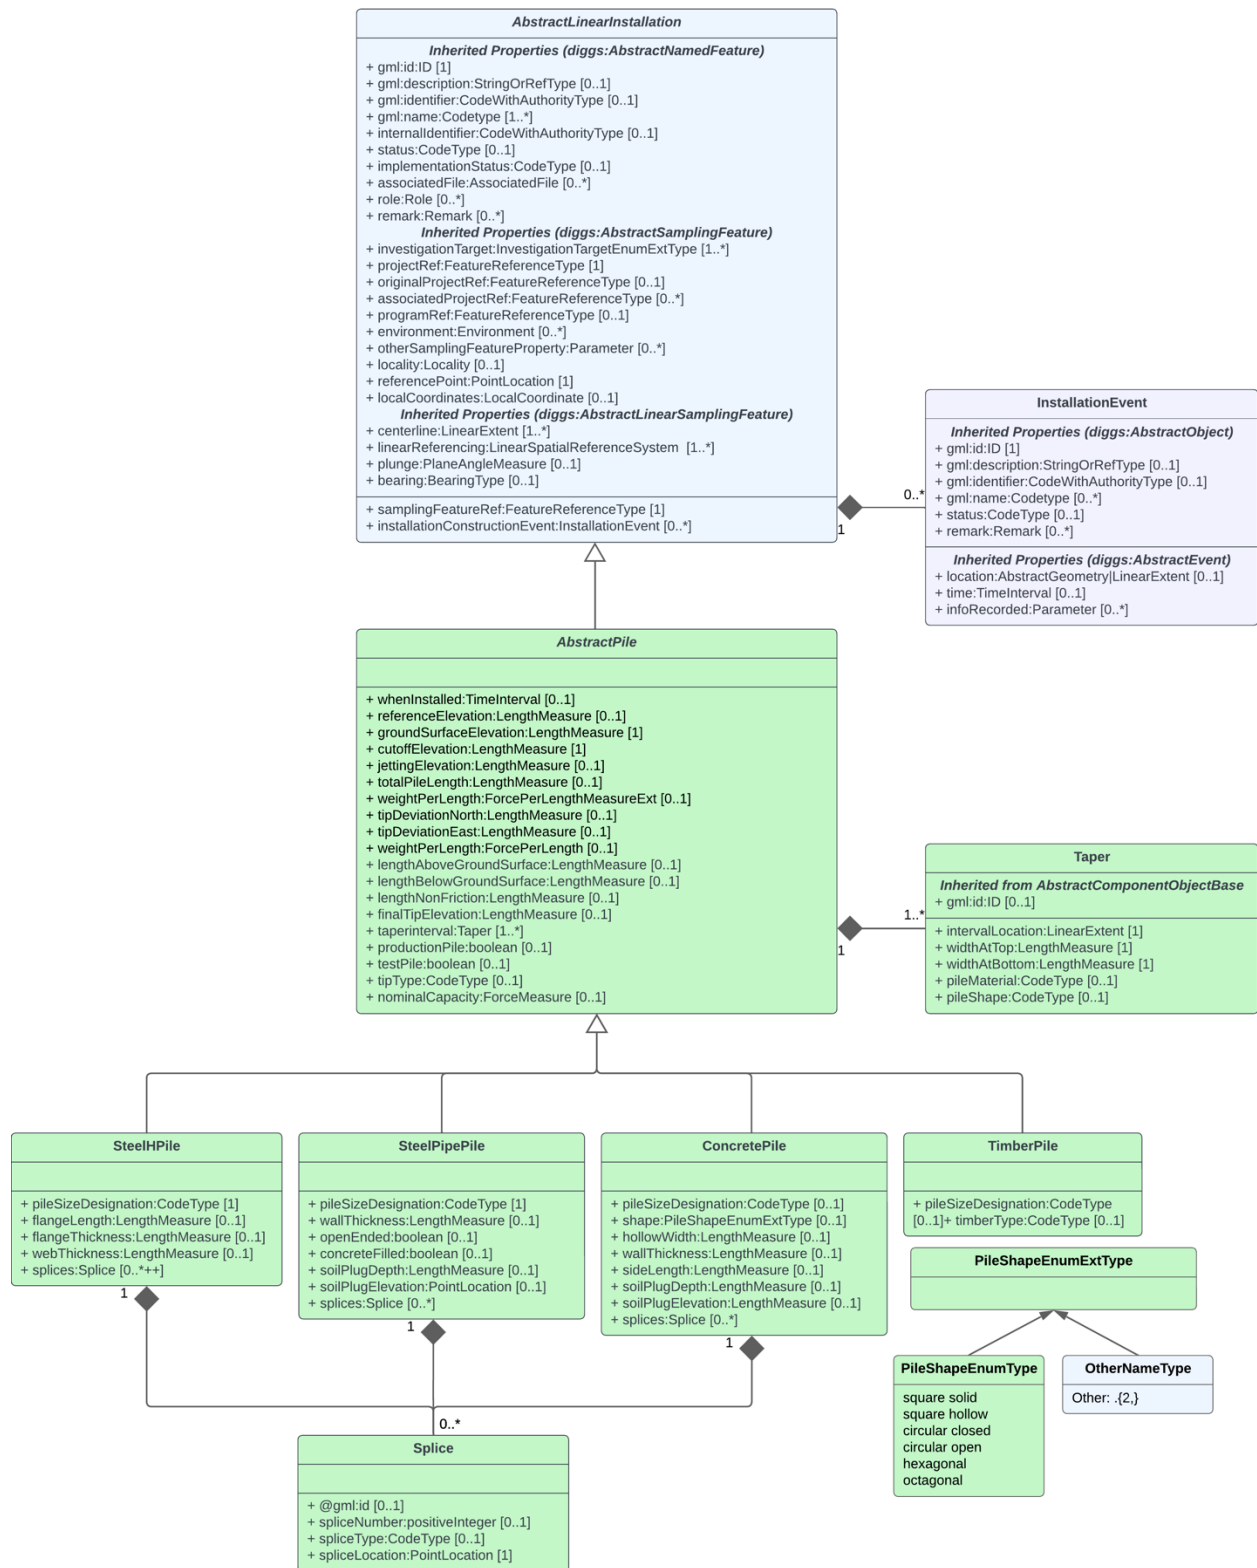 AbstractLinearInstallation
Inherited Properties (diggs:AbstractNamedFeature)
+ gml:id:ID [1]
+ gml:description:StringOrRefType [0..1]
+ gml:identifier:CodeWithAuthorityType [0..1]
+ gml:name:Codetype [1..*]
+ internalIdentifier:CodeWithAuthorityType [0..1]
+ status:CodeType [0..1]
+ implementationStatus:CodeType [0..1]
+ associatedFile:AssociatedFile [0..*]
+ role:Role [0..*]
+ remark:Remark [0..*]
Inherited Properties (diggs:AbstractSamplingFeature)
+ investigationTarget:InvestigationTargetEnumExtType [1..*]
+ projectRef:FeatureReferenceType [1]
+ originalProjectRef:FeatureReferenceType [0..1]
+ associatedProjectRef:FeatureReferenceType [0..*]
+ programRef:FeatureReferenceType [0..1]
+ environment:Environment [0..*]
+ otherSamplingFeatureProperty:Parameter [0..*]
+ locality:Locality [0..1]
+ referencePoint:PointLocation [1]
+ localCoordinates:LocalCoordinate [0..1]
Inherited Properties (diggs:AbstractLinearSamplingFeature)
+ centerline:LinearExtent [1..*]
+ linearReferencing:LinearSpatialReferenceSystem  [1..*]
+ plunge:PlaneAngleMeasure [0..1]
+ bearing:BearingType [0..1]
+ samplingFeatureRef:FeatureReferenceType [1]
+ installationConstructionEvent:InstallationEvent [0..*]
1
0..*
InstallationEvent
Inherited Properties (diggs:AbstractObject)
+ gml:id:ID [1]
+ gml:description:StringOrRefType [0..1]
+ gml:identifier:CodeWithAuthorityType [0..1]
+ gml:name:Codetype [0..*]
+ status:CodeType [0..1]
+ remark:Remark [0..*]
Inherited Properties (diggs:AbstractEvent)
+ location:AbstractGeometry|LinearExtent [0..1]
+ time:TimeInterval [0..1]
+ infoRecorded:Parameter [0..*]
AbstractPile
+ whenInstalled:TimeInterval [0..1]
+ referenceElevation:LengthMeasure [0..1]
+ groundSurfaceElevation:LengthMeasure [1]
+ cutoffElevation:LengthMeasure [1]
+ jettingElevation:LengthMeasure [0..1]
+ totalPileLength:LengthMeasure [0..1]
+ weightPerLength:ForcePerLengthMeasureExt [0..1]
+ tipDeviationNorth:LengthMeasure [0..1]
+ tipDeviationEast:LengthMeasure [0..1]
+ weightPerLength:ForcePerLength [0..1]
+ lengthAboveGroundSurface:LengthMeasure [0..1]
+ lengthBelowGroundSurface:LengthMeasure [0..1]
+ lengthNonFriction:LengthMeasure [0..1]
+ finalTipElevation:LengthMeasure [0..1]
+ taperinterval:Taper [1..*]
+ productionPile:boolean [0..1]
+ testPile:boolean [0..1]
+ tipType:CodeType [0..1]
+ nominalCapacity:ForceMeasure [0..1]
1
1..*
Taper
Inherited from AbstractComponentObjectBase
+ gml:id:ID [0..1]
+ intervalLocation:LinearExtent [1]
+ widthAtTop:LengthMeasure [1]
+ widthAtBottom:LengthMeasure [1]
+ pileMaterial:CodeType [0..1]
+ pileShape:CodeType [0..1]
SteelHPile
+ pileSizeDesignation:CodeType [1]
+ flangeLength:LengthMeasure [0..1]
+ flangeThickness:LengthMeasure [0..1]
+ webThickness:LengthMeasure [0..1]
+ splices:Splice [0..*++]
1
SteelPipePile
+ pileSizeDesignation:CodeType [1]
+ wallThickness:LengthMeasure [0..1]
+ openEnded:boolean [0..1]
+ concreteFilled:boolean [0..1]
+ soilPlugDepth:LengthMeasure [0..1]
+ soilPlugElevation:PointLocation [0..1]
+ splices:Splice [0..*]
1
ConcretePile
+ pileSizeDesignation:CodeType [0..1]
+ shape:PileShapeEnumExtType [0..1]
+ hollowWidth:LengthMeasure [0..1]
+ wallThickness:LengthMeasure [0..1]
+ sideLength:LengthMeasure [0..1]
+ soilPlugDepth:LengthMeasure [0..1]
+ soilPlugElevation:LengthMeasure [0..1]
+ splices:Splice [0..*]
1
TimberPile
+ pileSizeDesignation:CodeType
[0..1]+ timberType:CodeType [0..1]
PileShapeEnumExtType
PileShapeEnumType
square solid
square hollow
circular closed
circular open
hexagonal
octagonal
OtherNameType
Other: .{2,}
0..*
Splice
+ @gml:id [0..1]
+ spliceNumber:positiveInteger [0..1]
+ spliceType:CodeType [0..1]
+ spliceLocation:PointLocation [1]